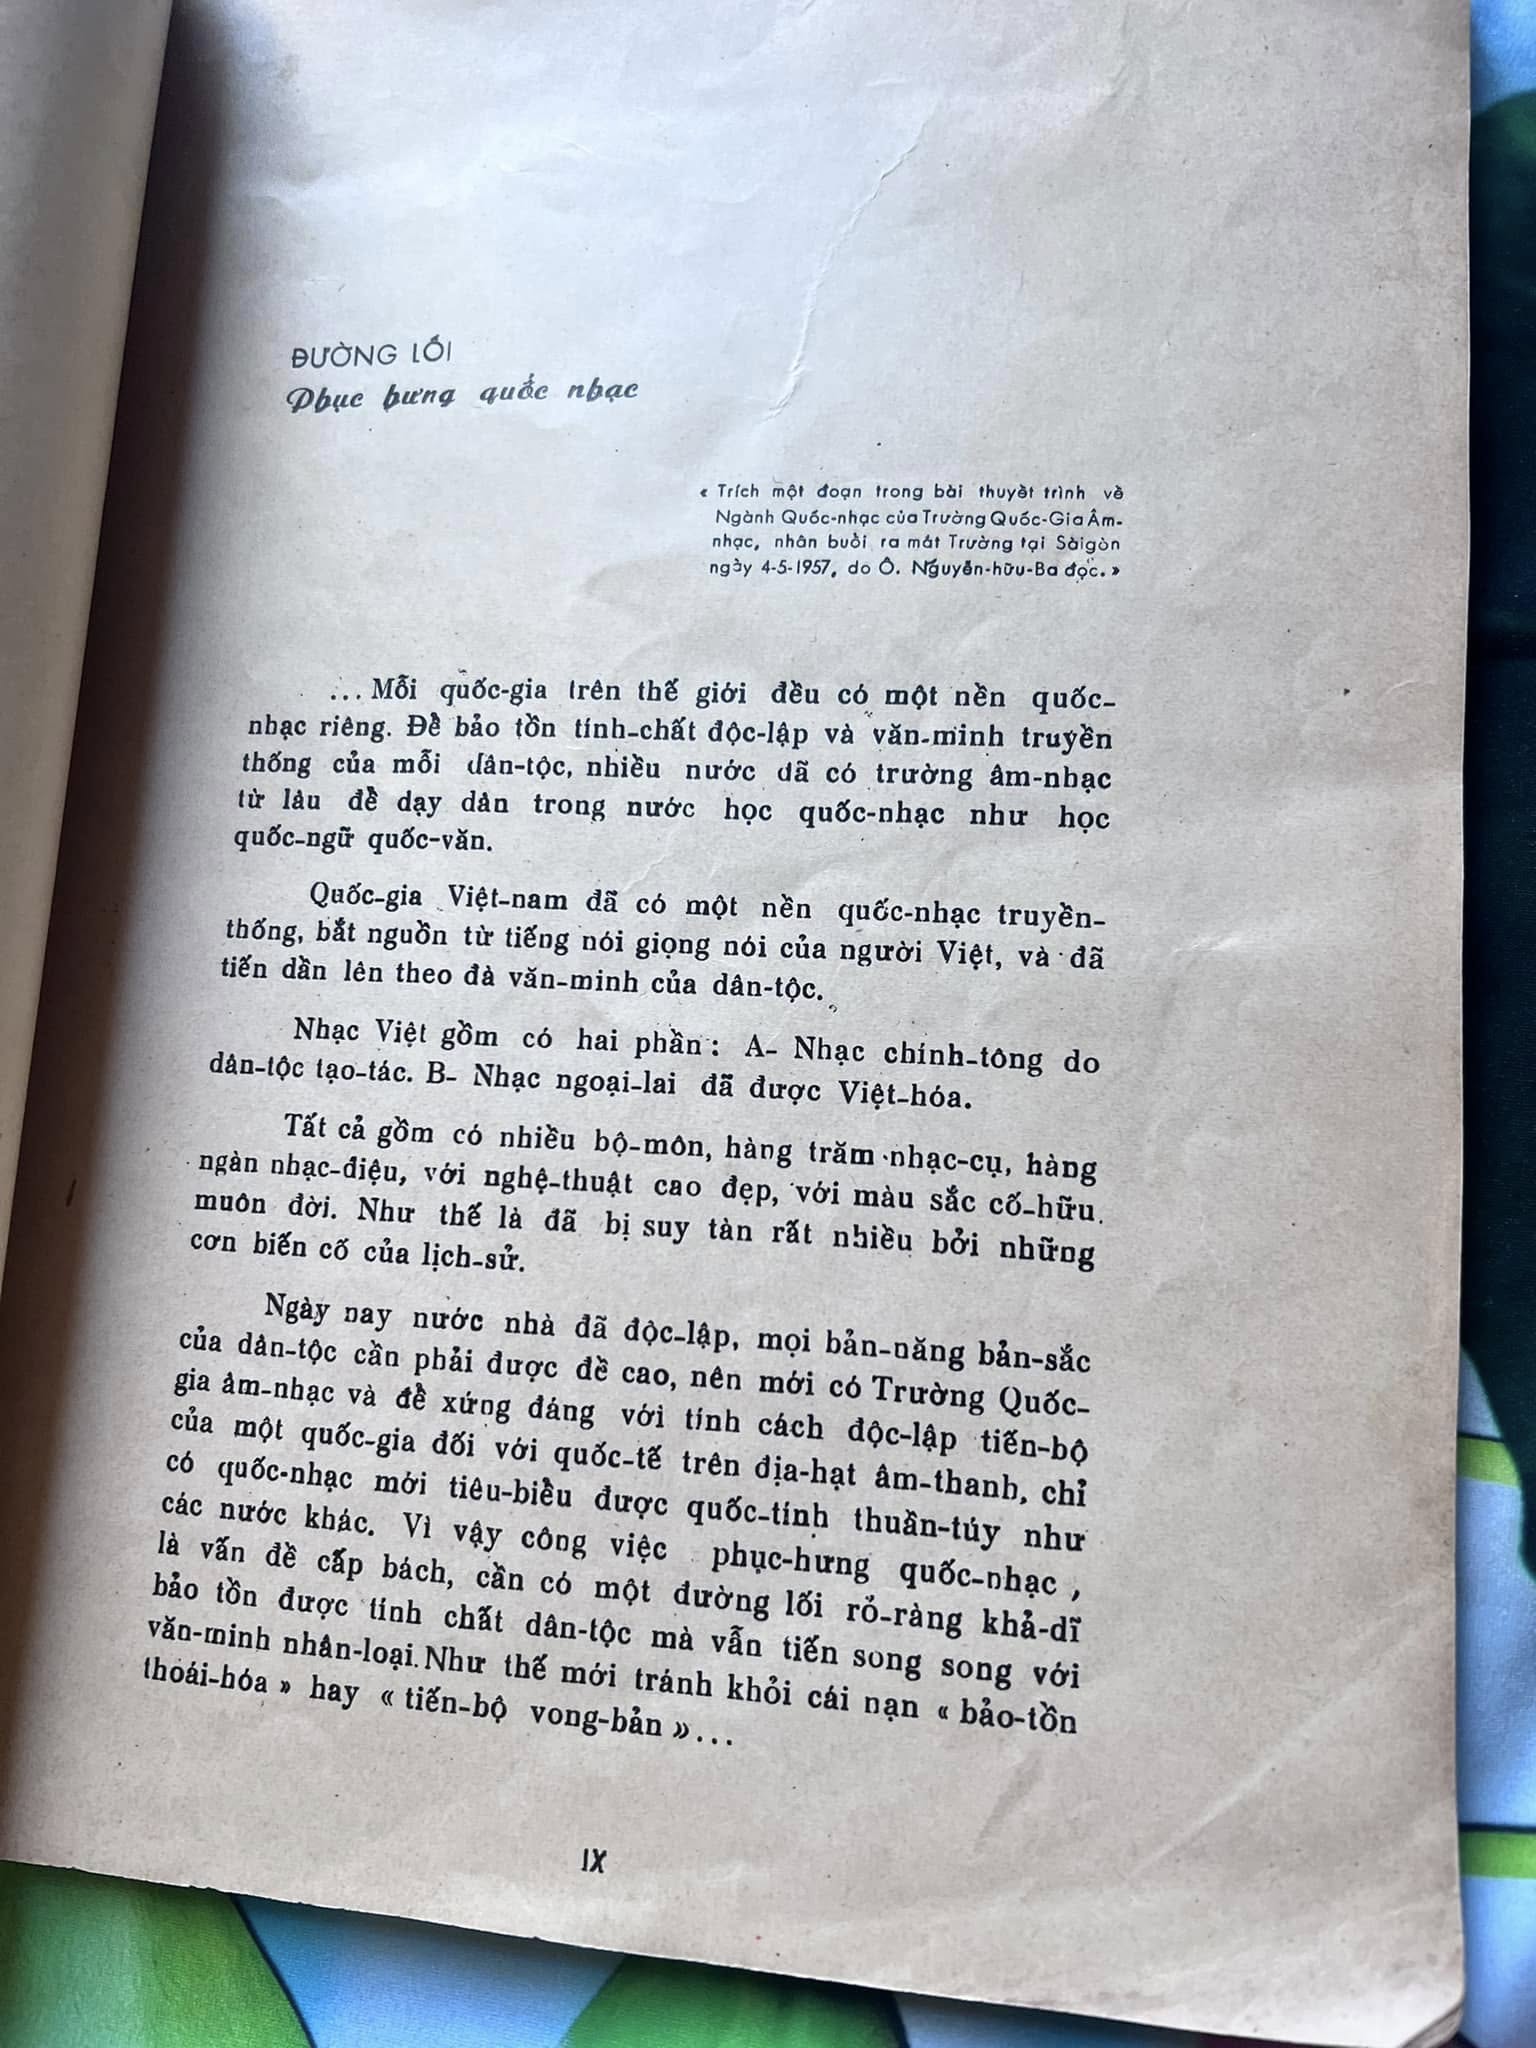 ĐƯỜNG LỐI
Phục hưng quốc nhạc
« Trích một đoạn trong bài thuyết trình về
Ngành Quốc-nhạc của Trường Quốc-Gia Âm-
nhạc, nhân buổi ra mắt Trường tại Sàigòn
ngày 4-5-1957, do Ô. Nguyễn-hữu-Ba đọc. »
... Mỗi quốc-gia trên thế giới đều có một nền quốc-
nhạc riêng. Để bảo tồn tính-chất độc-lập và văn-minh truyền
thống của mỗi dân-tộc, nhiều nước đã có trường âm-nhạc
từ lâu để dạy dân trong nước học quốc-nhạc như học
quốc-ngữ quốc-văn.
Quốc-gia Việt-nam đã có một nền quốc-nhạc truyền-
thống, bắt nguồn từ tiếng nói giọng nói của người Việt, và đã
tiến dần lên theo đà văn-minh của dân-tộc.
Nhạc Việt gồm có hai phần : A- Nhạc chính-tông do
dân-tộc tạo-tác. B- Nhạc ngoại-lai đã được Việt-hóa.
Tất cả gồm có nhiều bộ-môn, hàng trăm nhạc-cụ, hàng
ngàn nhạc-điệu, với nghệ-thuật cao đẹp, với màu sắc cố-hữu
muôn đời. Như thế là đã bị suy tàn rất nhiều bởi những
cơn biến cố của lịch-sử.
Ngày nay nước nhà đã độc-lập, mọi bản-năng bản-sắc
của dân-tộc cần phải được đề cao, nên mới có Trường Quốc-
gia âm-nhạc và để xứng đáng với tính cách độc-lập tiến-bộ
của một quốc-gia đối với quốc-tế trên địa-hạt âm-thanh, chỉ
có quốc-nhạc mới tiêu-biểu được quốc-tính thuần-túy như
các nước khác. Vì vậy công việc phục-hưng quốc-nhạc ,
là vấn đề cấp bách, cần có một đường lối rỏ-ràng khả-dĩ
bảo tồn được tính chất dân-tộc mà vẫn tiến song song với
văn-minh nhân-loại. Như thế mới tránh khỏi cái nạn « bảo-tồn
thoái-hóa » hay « tiến-bộ vong-bản »...
IX